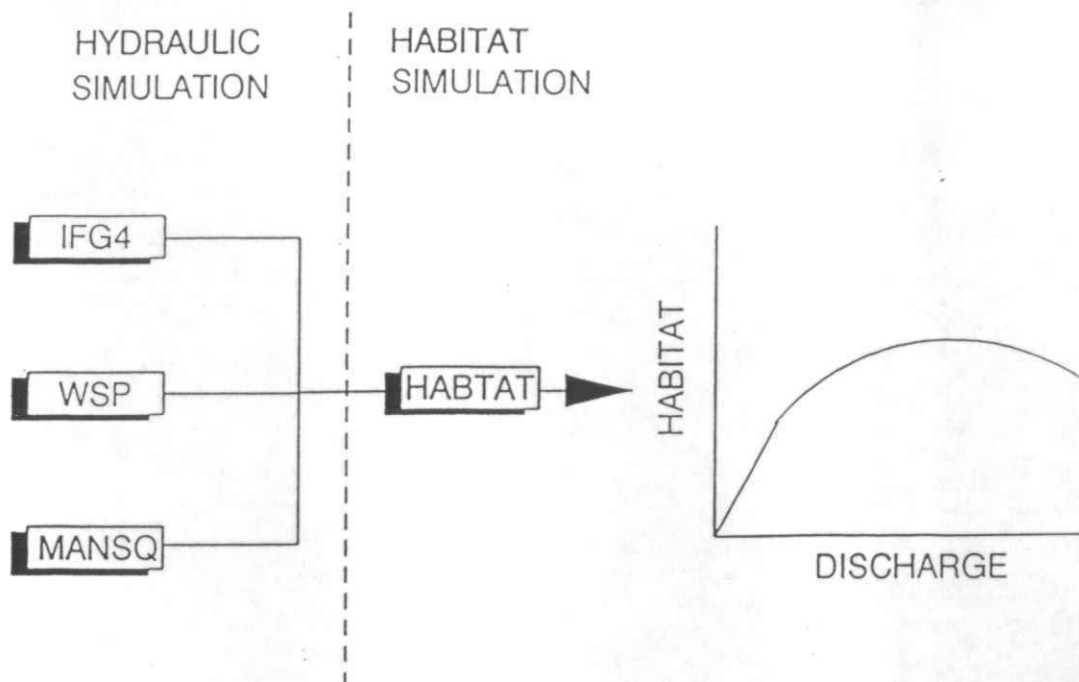 HYDRAULIC
SIMULATION
HABITAT
SIMULATION
IFG4
WSP
MANSQ
HABTAT
HABITAT
DISCHARGE